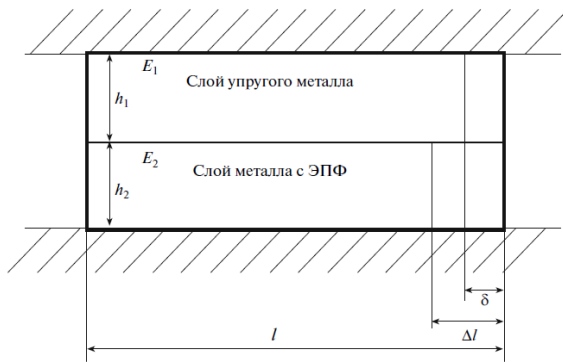 E₁
Слой упругого металла
h₁
E₂
Слой металла с ЭПФ
h₂
δ
l
Δl